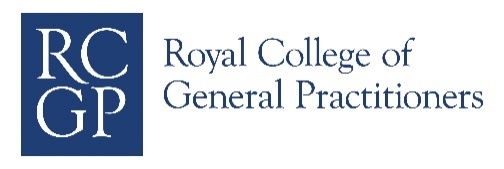 RC
GP
Royal College of
General Practitioners